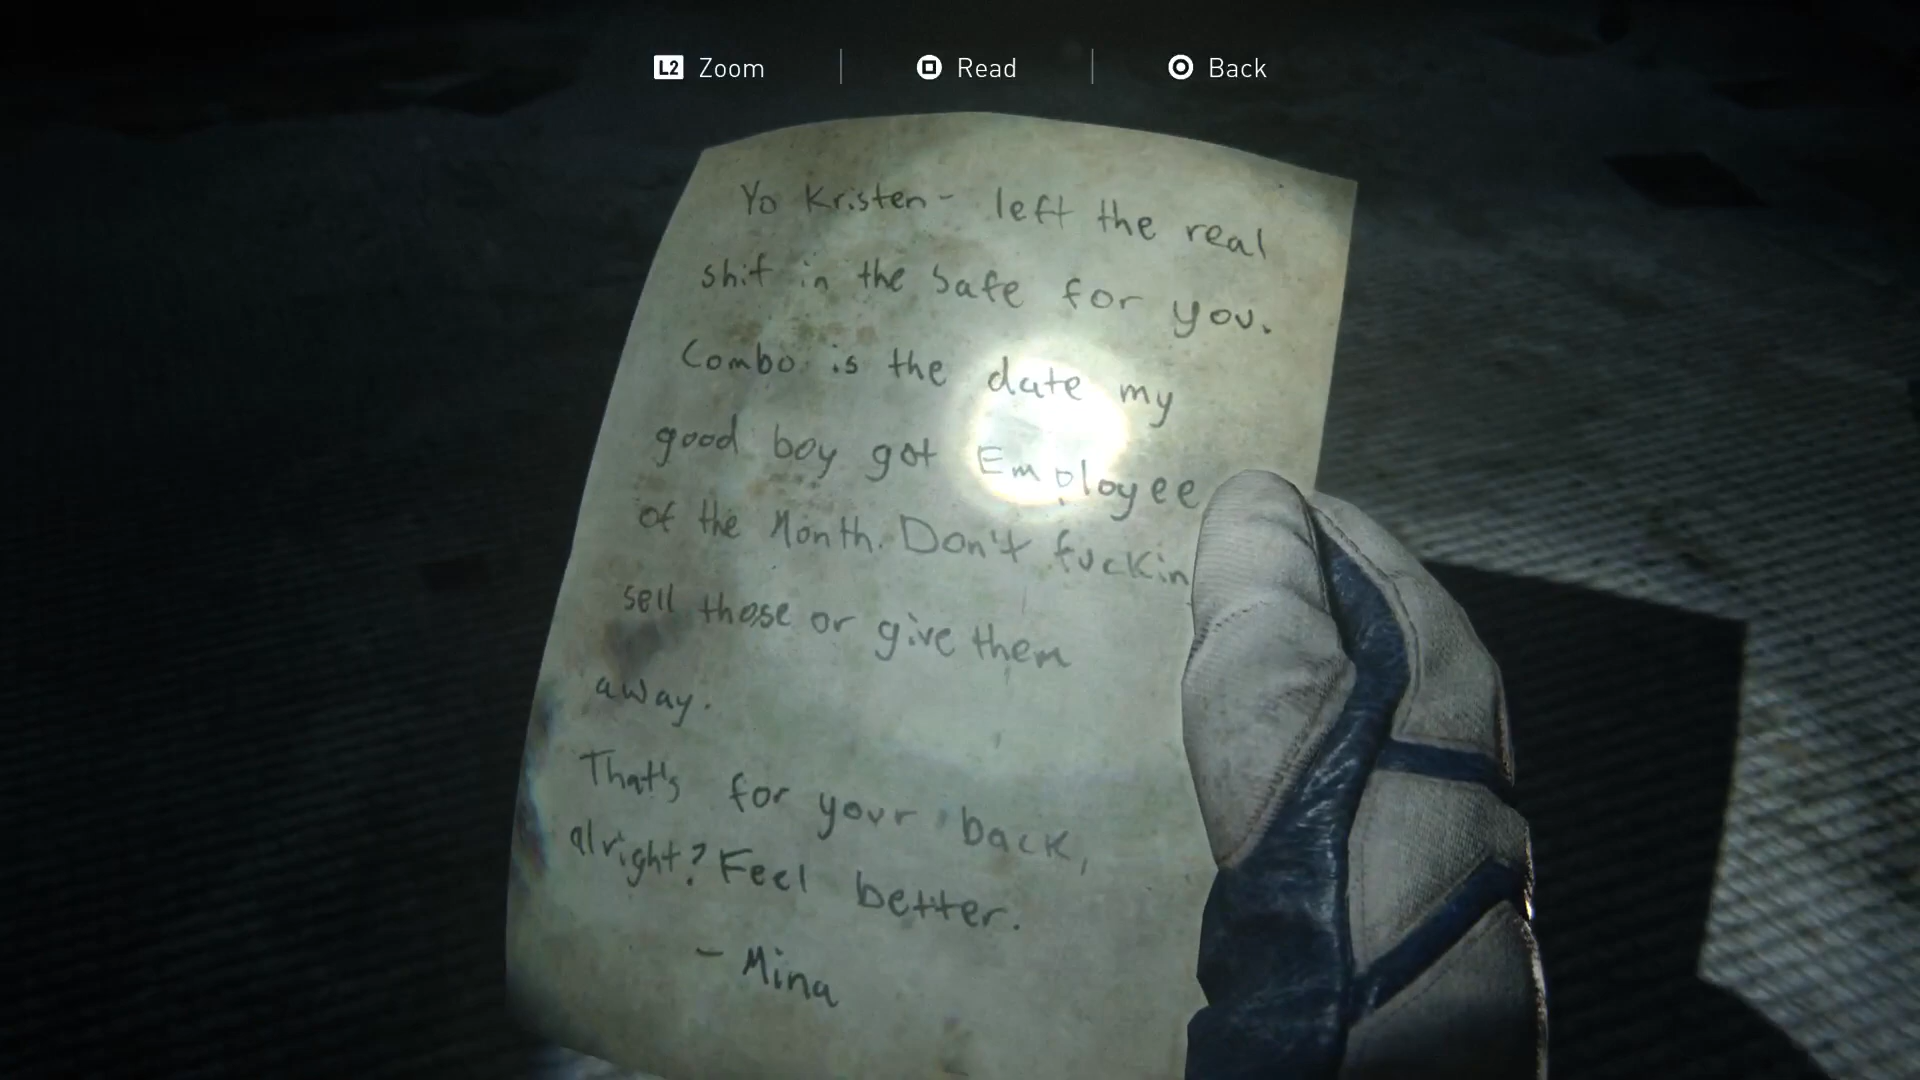 L2 Zoom | Read | Back
Yo Kristen- left the real
shit in the safe for you.
Combo is the date my
good boy got Employee
of the Month. Don't fuckin
sell those or give them
away.
That's for your back,
alright? Feel better.
- Mina